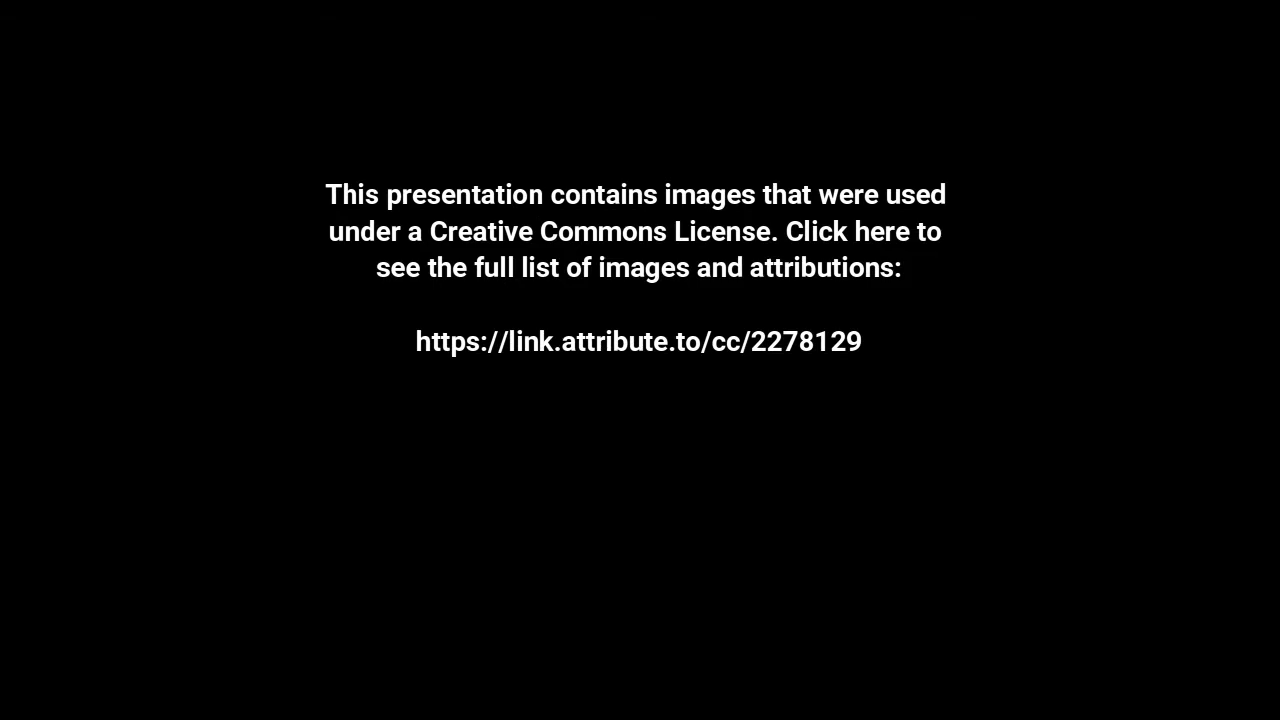 This presentation contains images that were used
under a Creative Commons License. Click here to
see the full list of images and attributions:
https://link.attribute.to/cc/2278129